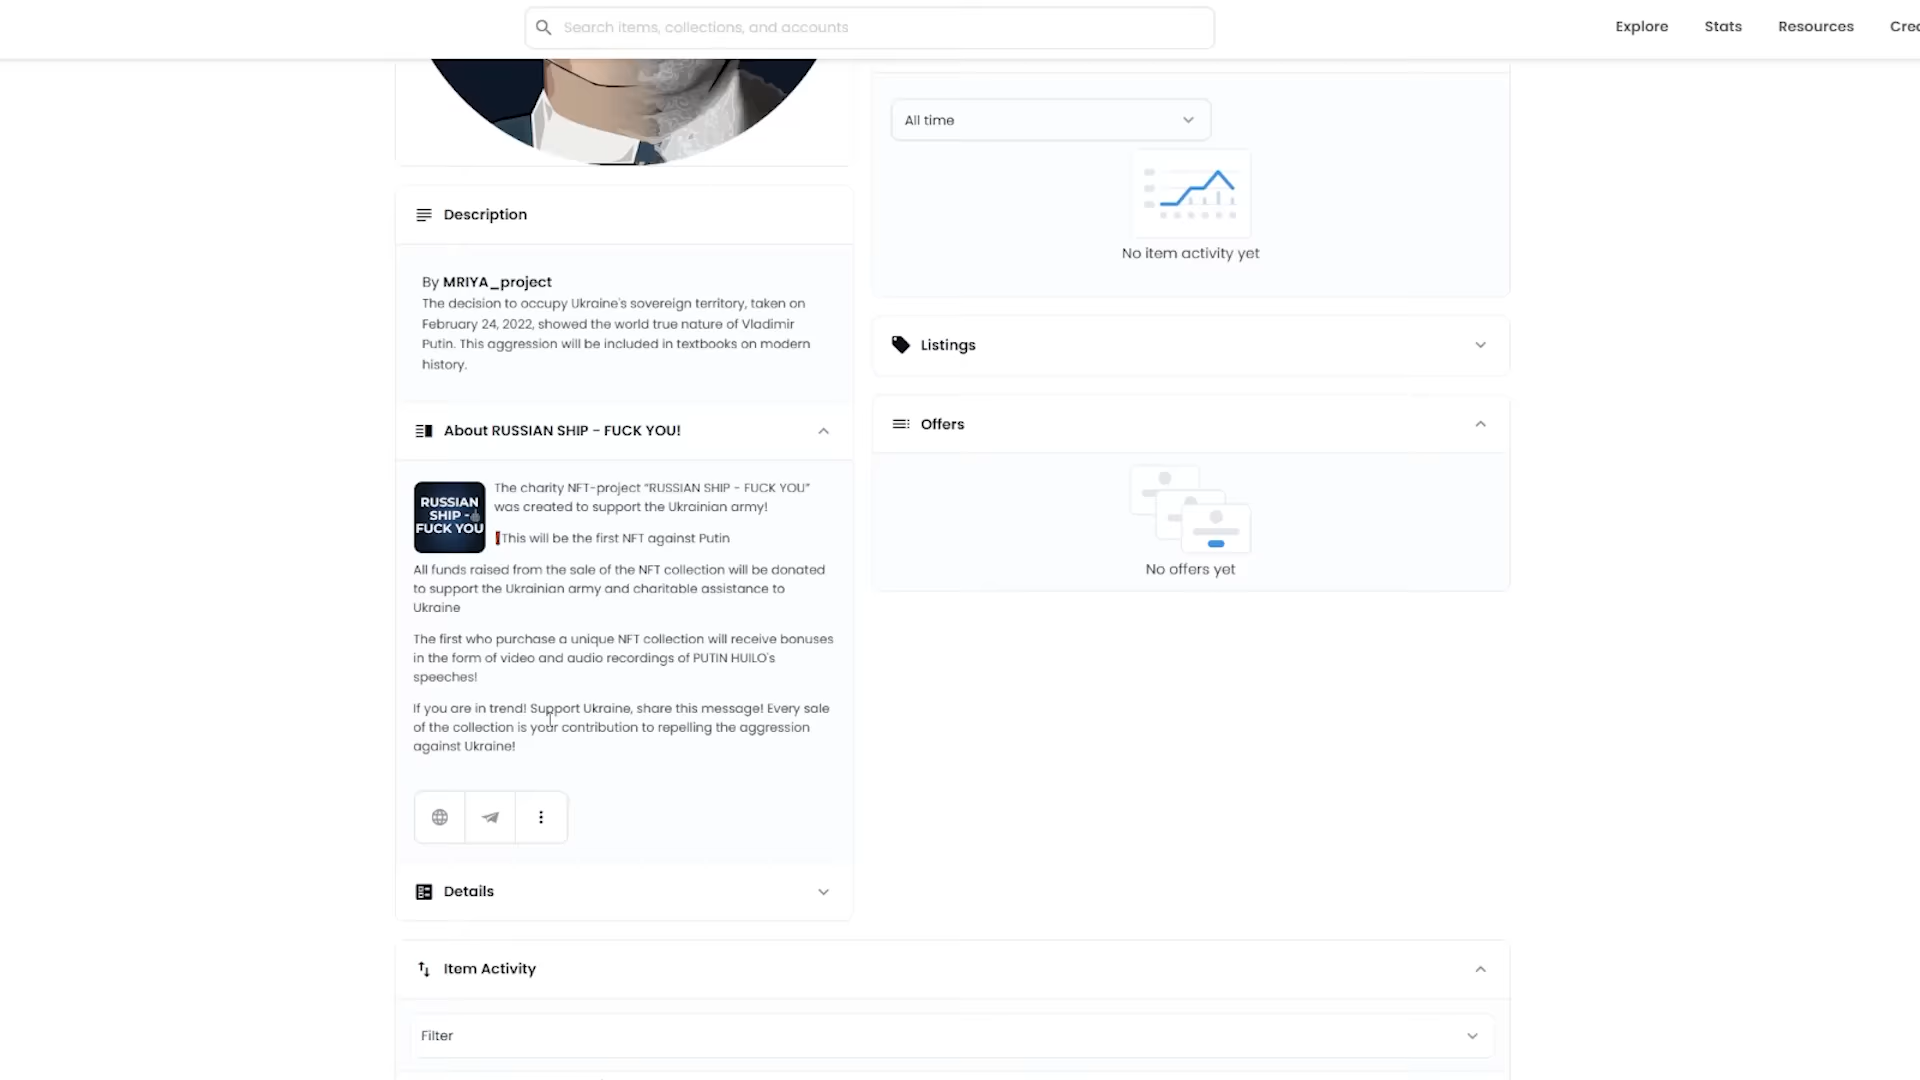 Search items, collections, and accounts
Explore
Stats
Resources
All time
No item activity yet
Description
By MRIYA_project
The decision to occupy Ukraine's sovereign territory, taken on
February 24, 2022, showed the world true nature of Vladimir
Putin. This aggression will be included in textbooks on modern
history.
Listings
Offers
No offers yet
About RUSSIAN SHIP - FUCK YOU!
RUSSIAN
SHIP -
FUCK YOU
The charity NFT-project “RUSSIAN SHIP - FUCK YOU”
was created to support the Ukrainian army!
This will be the first NFT against Putin
All funds raised from the sale of the NFT collection will be donated
to support the Ukrainian army and charitable assistance to
Ukraine
The first who purchase a unique NFT collection will receive bonuses
in the form of video and audio recordings of PUTIN HUILO's
speeches!
If you are in trend! Support Ukraine, share this message! Every sale
of the collection is your contribution to repelling the aggression
against Ukraine!
Details
Item Activity
Filter